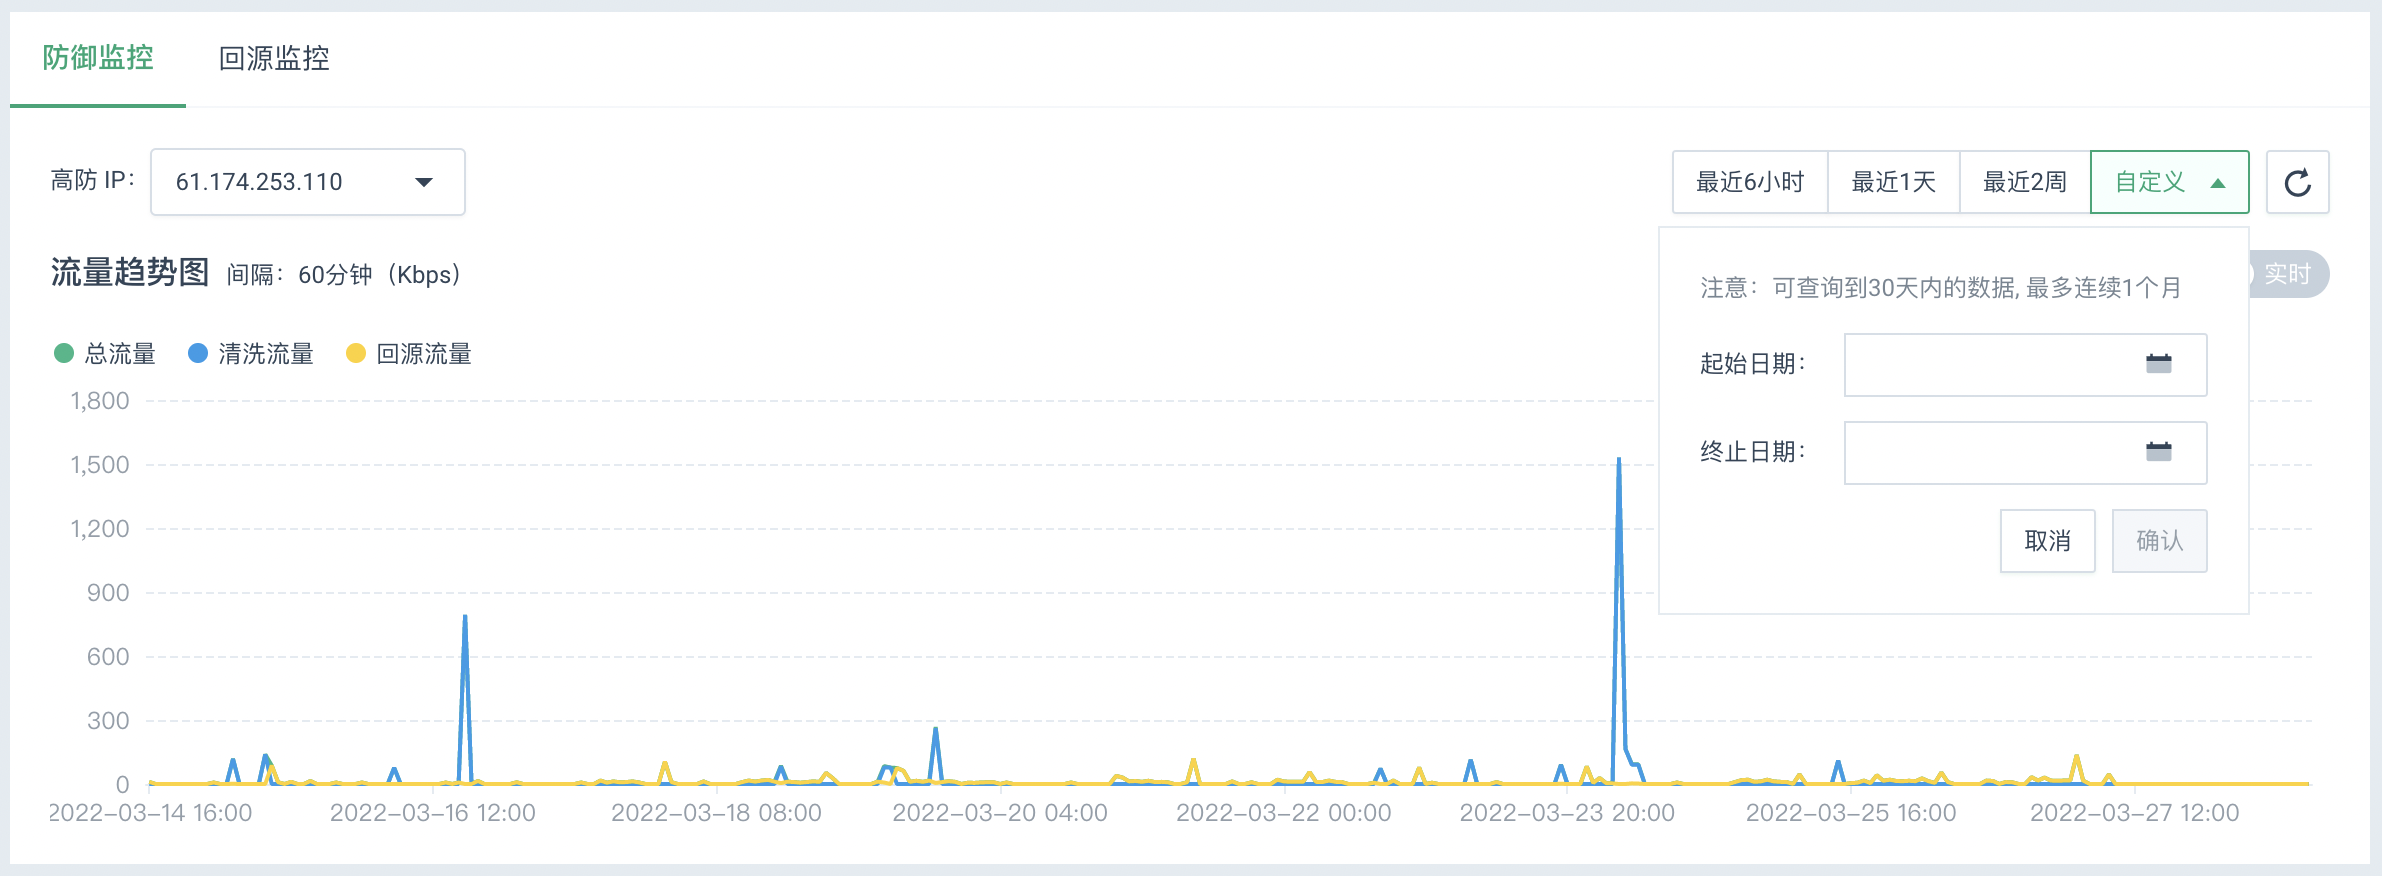 防御监控 回源监控
高防 IP： 61.174.253.110 最近6小时 最近1天 最近2周 自定义
流量趋势图 间隔：60分钟（Kbps） 实时
注意：可查询到30天内的数据, 最多连续1个月
总流量 清洗流量 回源流量
起始日期：
终止日期：
取消 确认
1,800
1,500
1,200
900
600
300
0
2022-03-14 16:00 2022-03-16 12:00 2022-03-18 08:00 2022-03-20 04:00 2022-03-22 00:00 2022-03-23 20:00 2022-03-25 16:00 2022-03-27 12:00